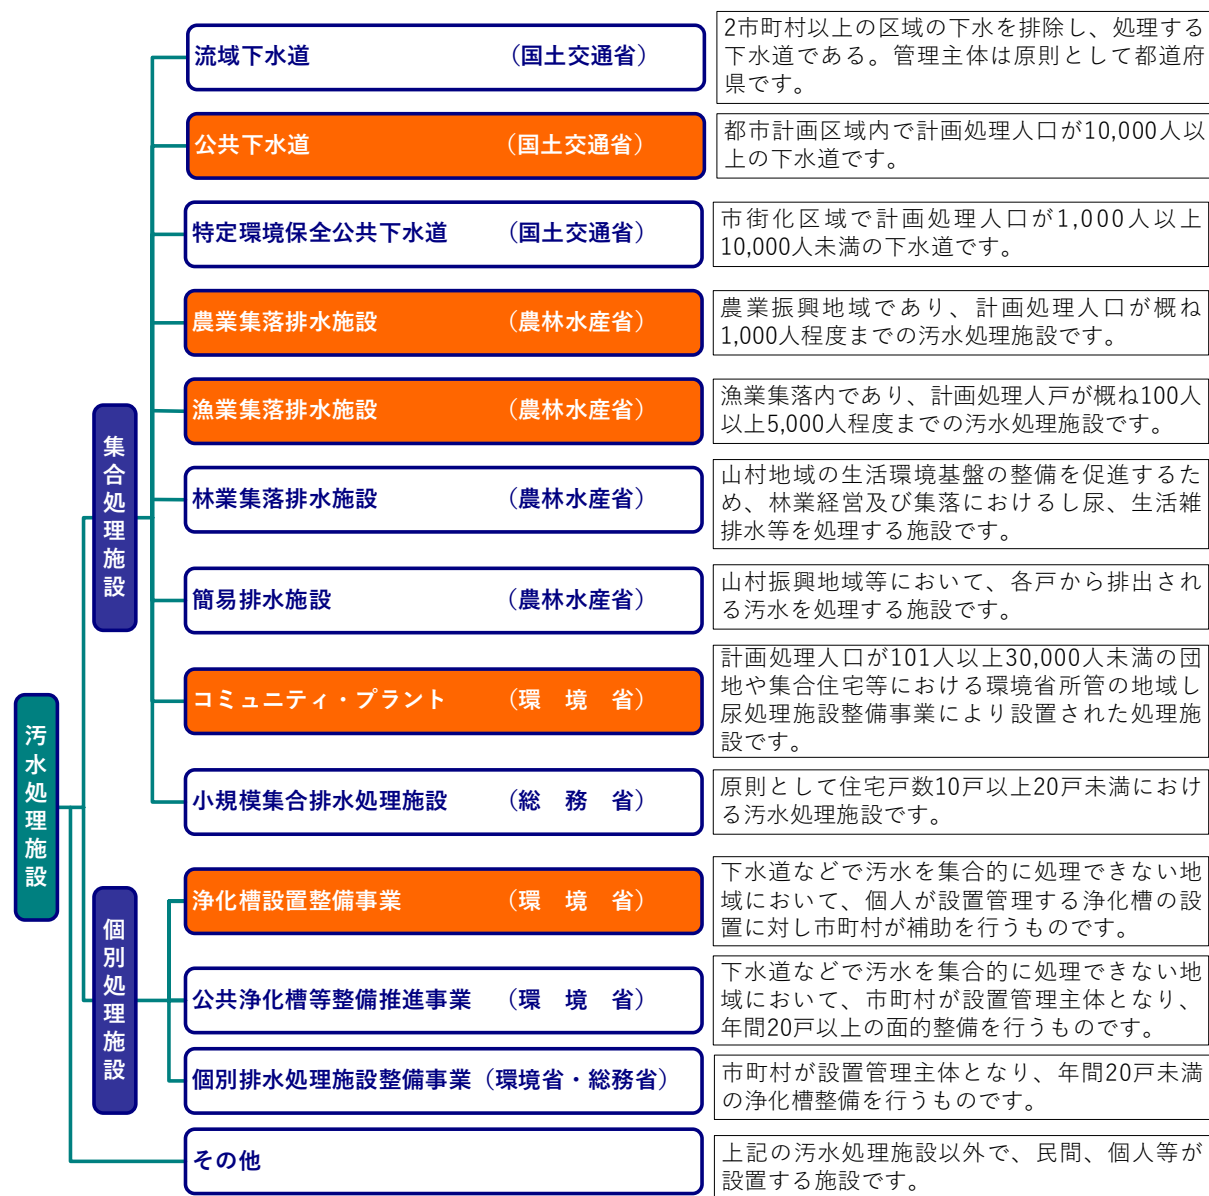 汚水処理施設
集合処理施設
流域下水道 (国土交通省)
2市町村以上の区域の下水を排除し、処理する
下水道である。管理主体は原則として都道府
県です。
公共下水道 (国土交通省)
都市計画区域内で計画処理人口が10,000人以
上の下水道です。
特定環境保全公共下水道 (国土交通省)
市街化区域で計画処理人口が1,000人以上
10,000人未満の下水道です。
農業集落排水施設 (農林水産省)
農業振興地域であり、計画処理人口が概ね
1,000人程度までの汚水処理施設です。
漁業集落排水施設 (農林水産省)
漁業集落内であり、計画処理人戸が概ね100人
以上5,000人程度までの汚水処理施設です。
林業集落排水施設 (農林水産省)
山村地域の生活環境基盤の整備を促進するた
め、林業経営及び集落におけるし尿、生活雑
排水等を処理する施設です。
簡易排水施設 (農林水産省)
山村振興地域等において、各戸から排出され
る汚水を処理する施設です。
コミュニティ・プラント (環 境 省)
計画処理人口が101人以上30,000人未満の団
地や集合住宅等における環境省所管の地域し
尿処理施設整備事業により設置された処理施
設です。
小規模集合排水処理施設 (総 務 省)
原則として住宅戸数10戸以上20戸未満におけ
る汚水処理施設です。
個別処理施設
浄化槽設置整備事業 (環 境 省)
下水道などで汚水を集合的に処理できない地
域において、個人が設置管理する浄化槽の設
置に対し市町村が補助を行うものです。
公共浄化槽等整備推進事業 (環 境 省)
下水道などで汚水を集合的に処理できない地
域において、市町村が設置管理主体となり、
年間20戸以上の面的整備を行うものです。
個別排水処理施設整備事業 (環境省・総務省)
市町村が設置管理主体となり、年間20戸未満
の浄化槽整備を行うものです。
その他
上記の汚水処理施設以外で、民間、個人等が
設置する施設です。